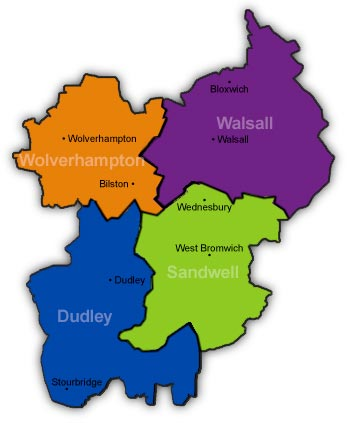 Bloxwich
Walsall
Walsall
Wolverhampton
Wolverhampton
Bilston
Wednesbury
West Bromwich
Sandwell
Dudley
Dudley
Stourbridge